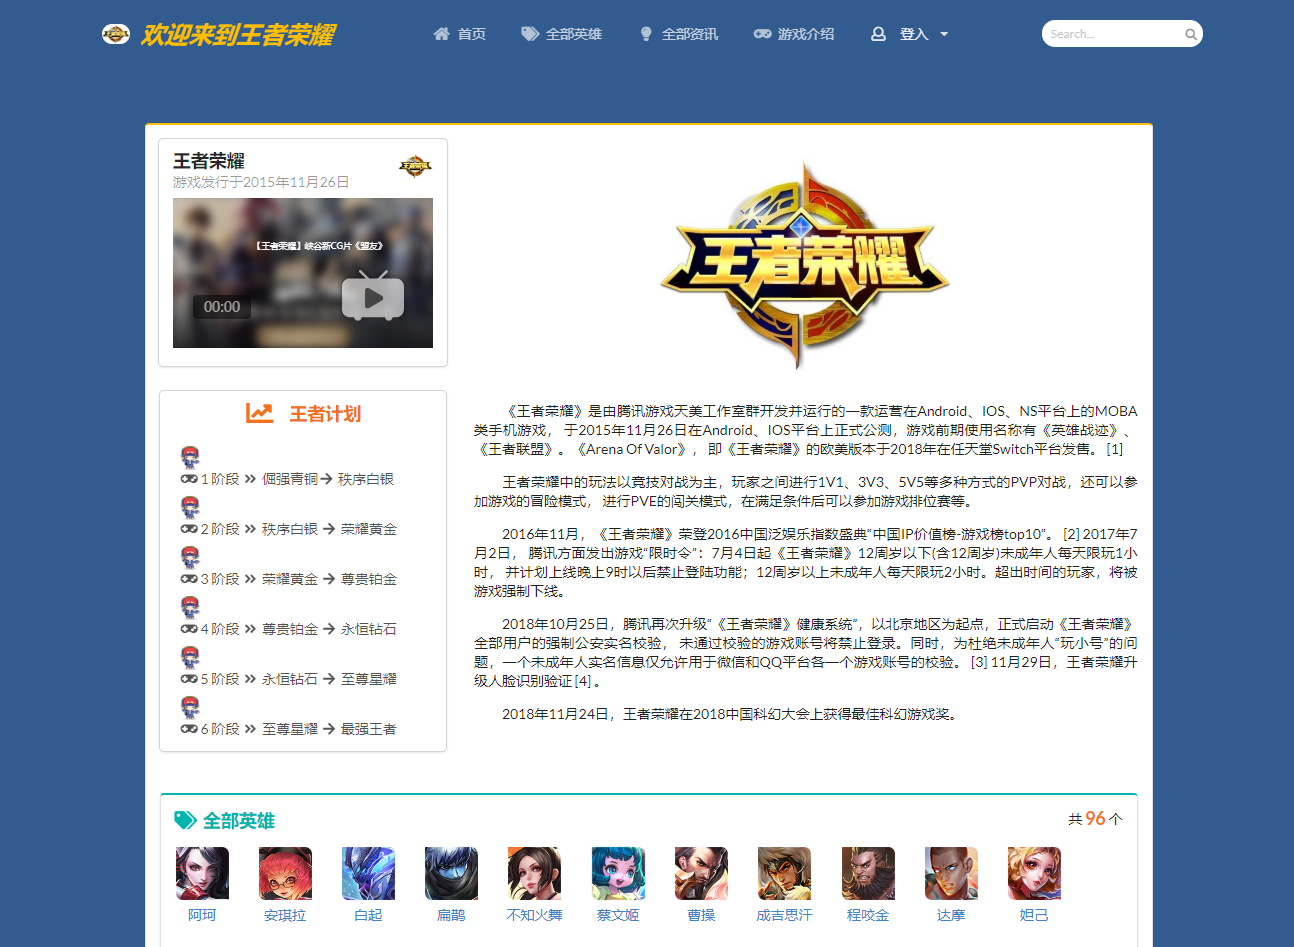 欢迎来到王者荣耀
首页
全部英雄
全部资讯
游戏介绍
登入
Search...
王者荣耀
游戏发行于2015年11月26日
【王者荣耀】峡谷新CG片《盟友》
00:00
王者荣耀
王者计划
1 阶段 倔强青铜 秩序白银
2 阶段 秩序白银 荣耀黄金
3 阶段 荣耀黄金 尊贵铂金
4 阶段 尊贵铂金 永恒钻石
5 阶段 永恒钻石 至尊星耀
6 阶段 至尊星耀 最强王者
《王者荣耀》是由腾讯游戏天美工作室群开发并运行的一款运营在Android、IOS、NS平台上的MOBA
类手机游戏， 于2015年11月26日在Android、IOS平台上正式公测，游戏前期使用名称有《英雄战迹》、
《王者联盟》。《Arena Of Valor》， 即《王者荣耀》的欧美版本于2018年在任天堂Switch平台发售。 [1]
王者荣耀中的玩法以竞技对战为主，玩家之间进行1V1、3V3、5V5等多种方式的PVP对战，还可以参
加游戏的冒险模式， 进行PVE的闯关模式，在满足条件后可以参加游戏排位赛等。
2016年11月，《王者荣耀》荣登2016中国泛娱乐指数盛典“中国IP价值榜-游戏榜top10”。 [2] 2017年7
月2日， 腾讯方面发出游戏“限时令”：7月4日起《王者荣耀》12周岁以下(含12周岁)未成年人每天限玩1小
时， 并计划上线晚上9时以后禁止登陆功能；12周岁以上未成年人每天限玩2小时。超出时间的玩家，将被
游戏强制下线。
2018年10月25日，腾讯再次升级“《王者荣耀》健康系统”，以北京地区为起点，正式启动《王者荣耀》
全部用户的强制公安实名校验， 未通过校验的游戏账号将禁止登录。同时，为杜绝未成年人“玩小号”的问
题，一个未成年人实名信息仅允许用于微信和QQ平台各一个游戏账号的校验。 [3] 11月29日，王者荣耀升
级人脸识别验证 [4] 。
2018年11月24日，王者荣耀在2018中国科幻大会上获得最佳科幻游戏奖。
全部英雄
共 96 个
阿珂
安琪拉
白起
扁鹊
不知火舞
蔡文姬
曹操
成吉思汗
程咬金
达摩
妲己